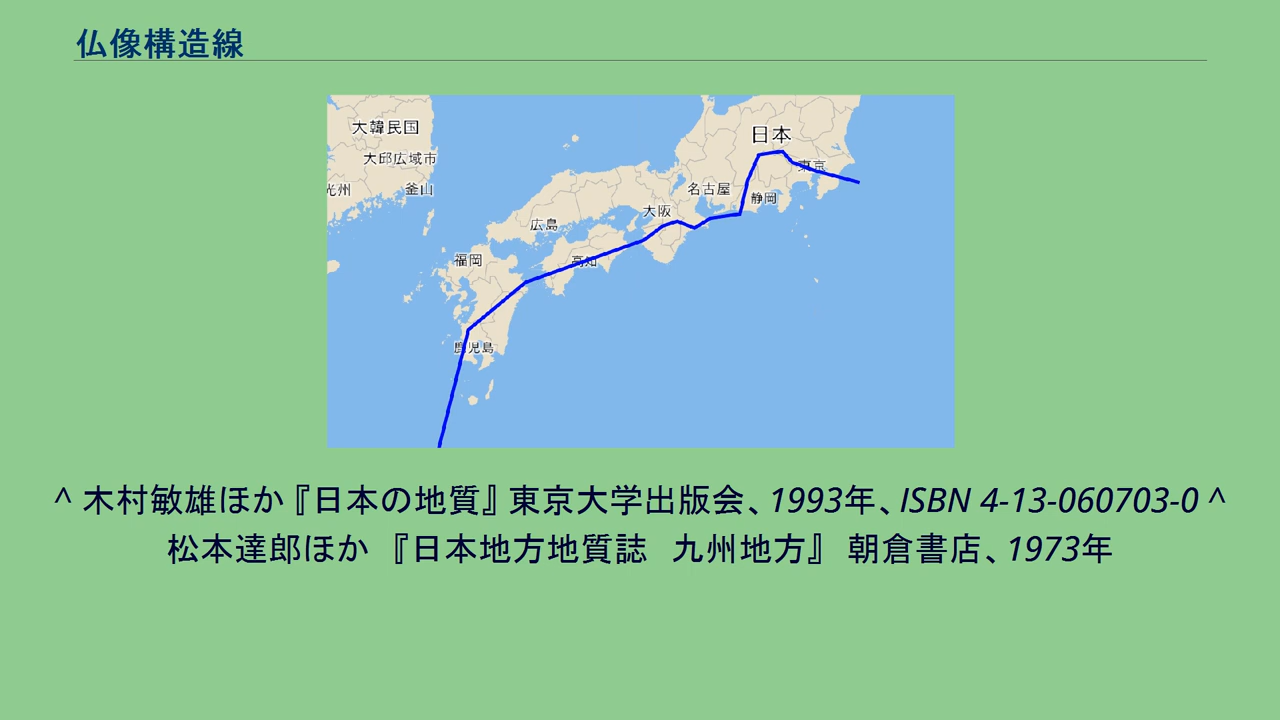 仏像構造線
大韓民国
日本
大邱広域市
東京
光州
釜山
名古屋
静岡
大阪
広島
福岡
高知
鹿児島
^ 木村敏雄ほか『日本の地質』東京大学出版会、1993年、ISBN 4-13-060703-0 ^
松本達郎ほか 『日本地方地質誌　九州地方』 朝倉書店、1973年